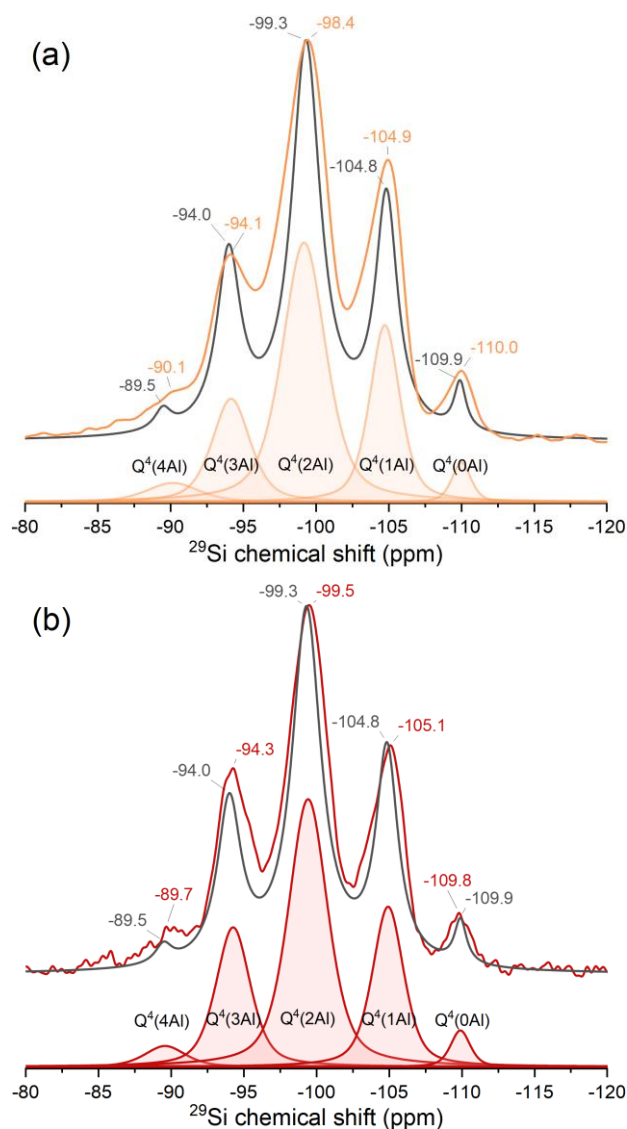 (a)
-99.3
-98.4
-104.9
-104.8
-94.0
-94.1
-109.9
-110.0
-89.5
-90.1
Q⁴(4Al) Q⁴(3Al) Q⁴(2Al) Q⁴(1Al) Q⁴(0Al)
-80 -85 -90 -95 -100 -105 -110 -115 -120
²⁹Si chemical shift (ppm)
(b)
-99.3
-99.5
-104.8
-105.1
-94.3
-94.0
-89.7
-89.5
-109.8
-109.9
Q⁴(4Al) Q⁴(3Al) Q⁴(2Al) Q⁴(1Al) Q⁴(0Al)
-80 -85 -90 -95 -100 -105 -110 -115 -120
²⁹Si chemical shift (ppm)